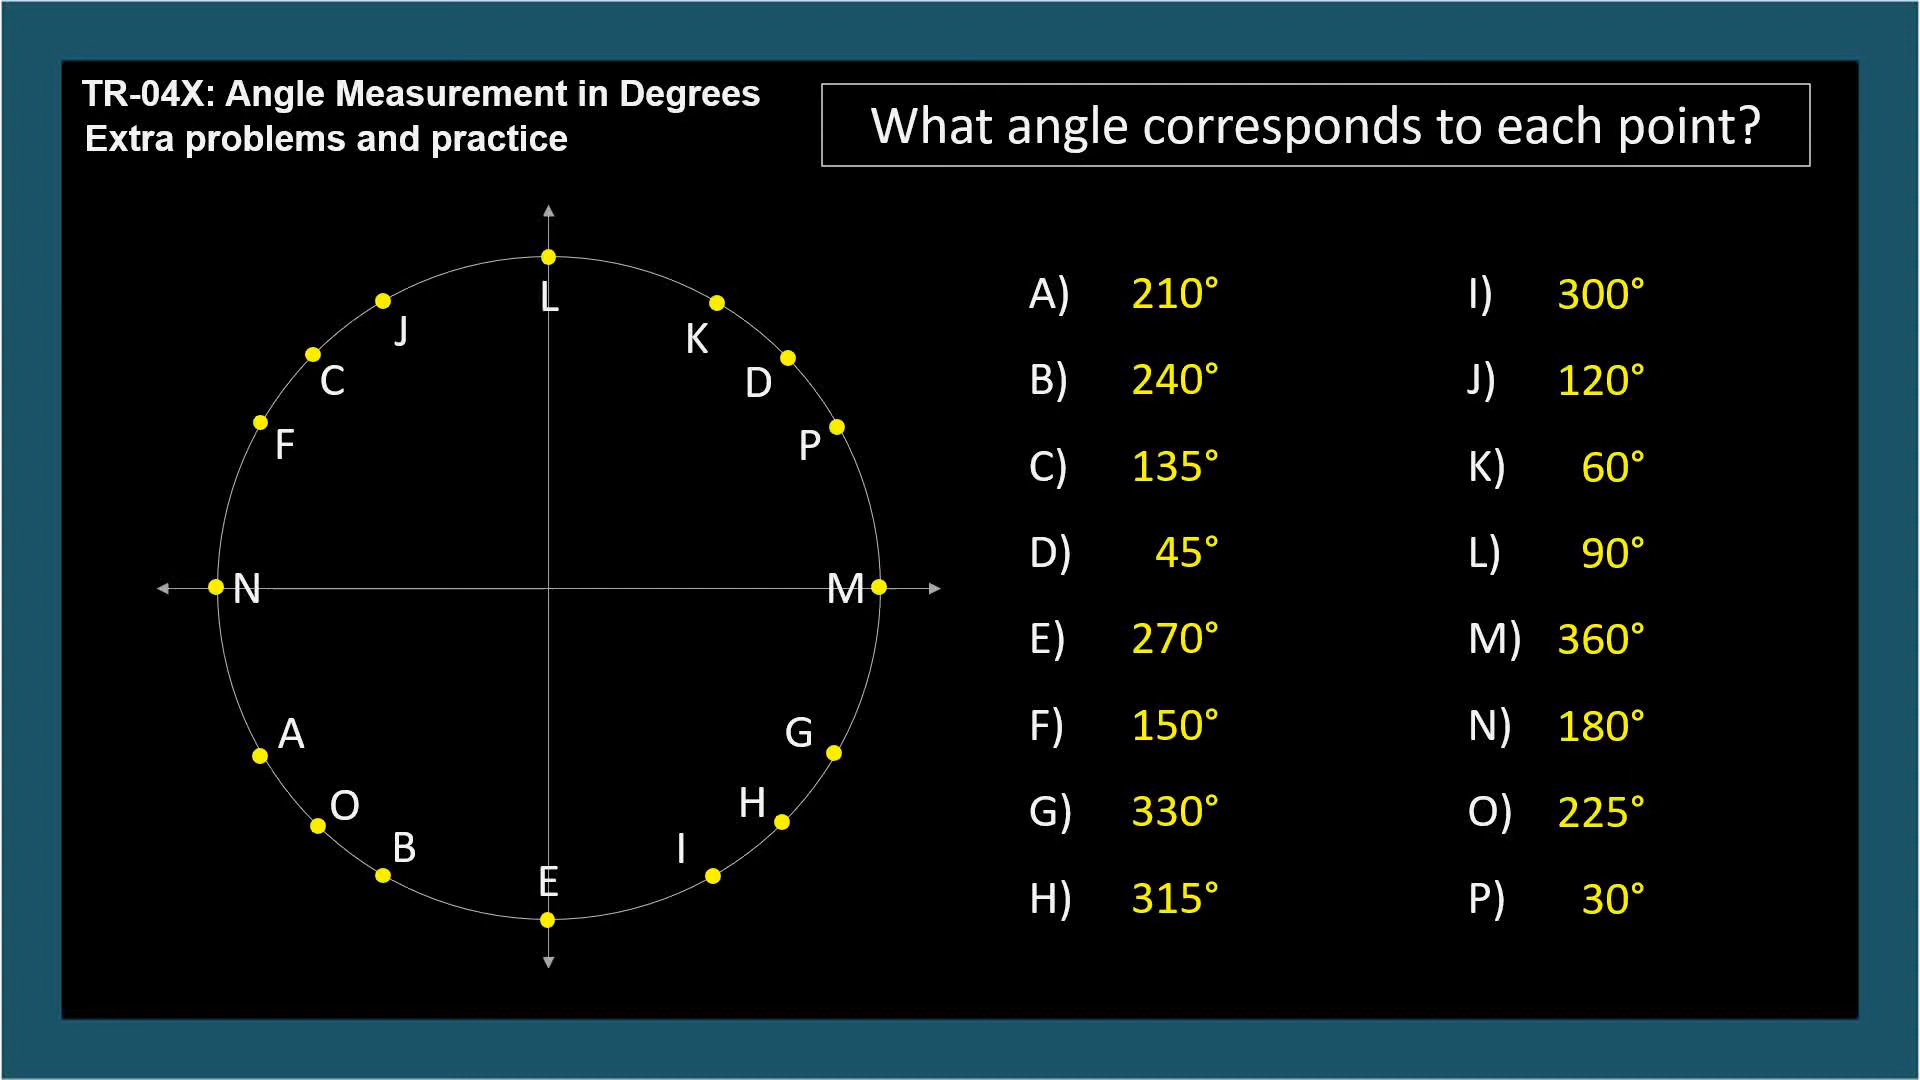 TR-04X: Angle Measurement in Degrees
Extra problems and practice
What angle corresponds to each point?
L
J
K
C
D
F
P
N
M
A
G
O
H
B
I
E
A) 210°
B) 240°
C) 135°
D) 45°
E) 270°
F) 150°
G) 330°
H) 315°
I) 300°
J) 120°
K) 60°
L) 90°
M) 360°
N) 180°
O) 225°
P) 30°